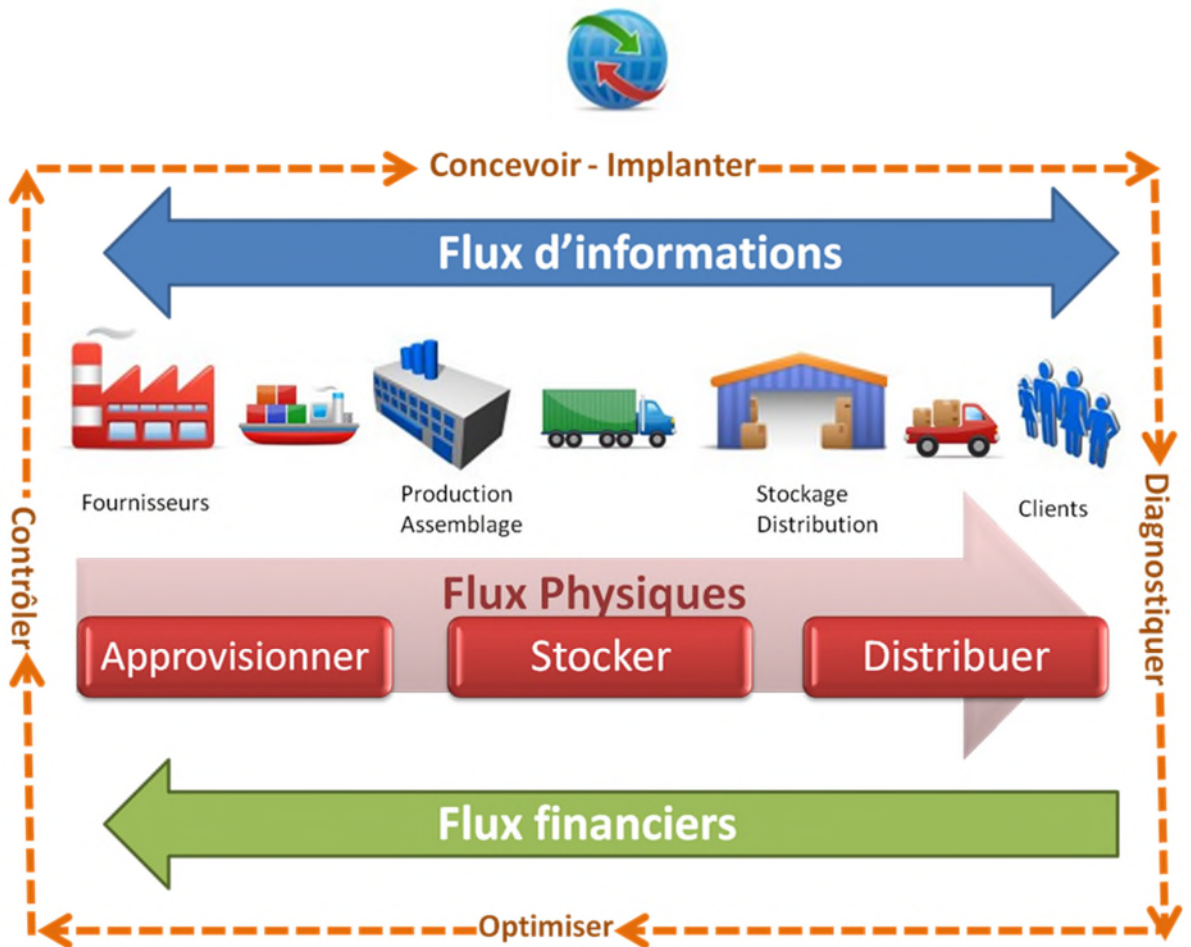 Concevoir - Implanter
Flux d’informations
Fournisseurs
Production
Assemblage
Stockage
Distribution
Clients
Contrôler
Diagnostiquer
Flux Physiques
Approvisionner
Stocker
Distribuer
Flux financiers
Optimiser